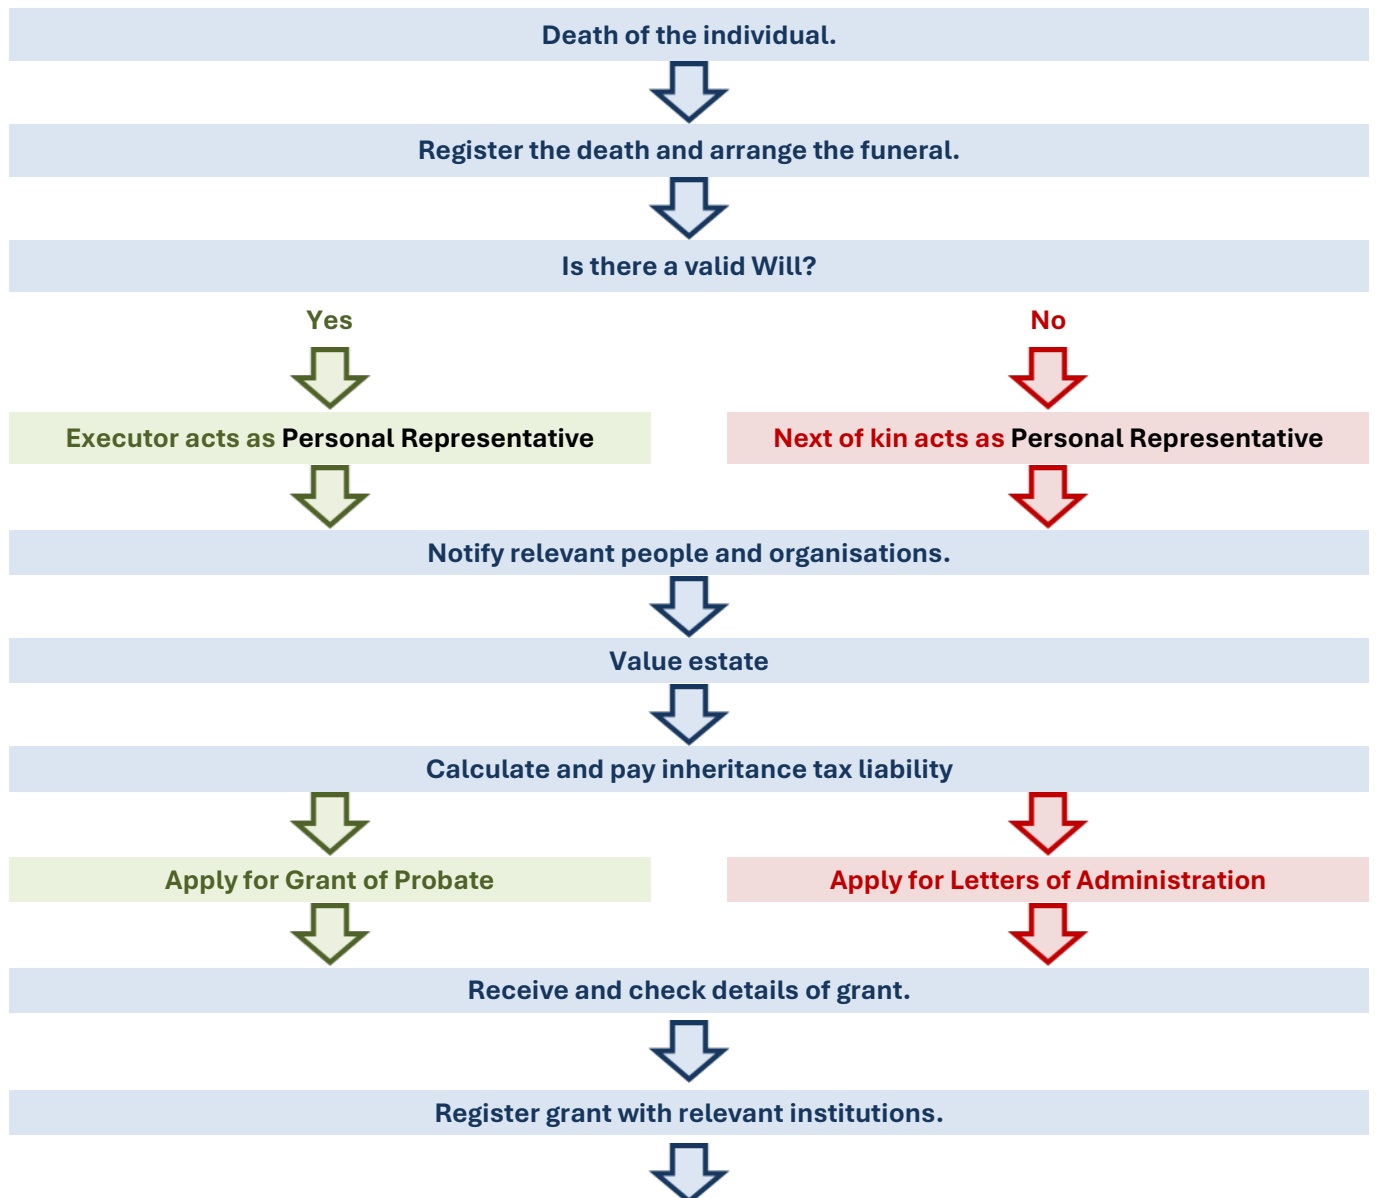 Death of the individual.
Register the death and arrange the funeral.
Is there a valid Will?
Yes
No
Executor acts as Personal Representative
Next of kin acts as Personal Representative
Notify relevant people and organisations.
Value estate
Calculate and pay inheritance tax liability
Apply for Grant of Probate
Apply for Letters of Administration
Receive and check details of grant.
Register grant with relevant institutions.